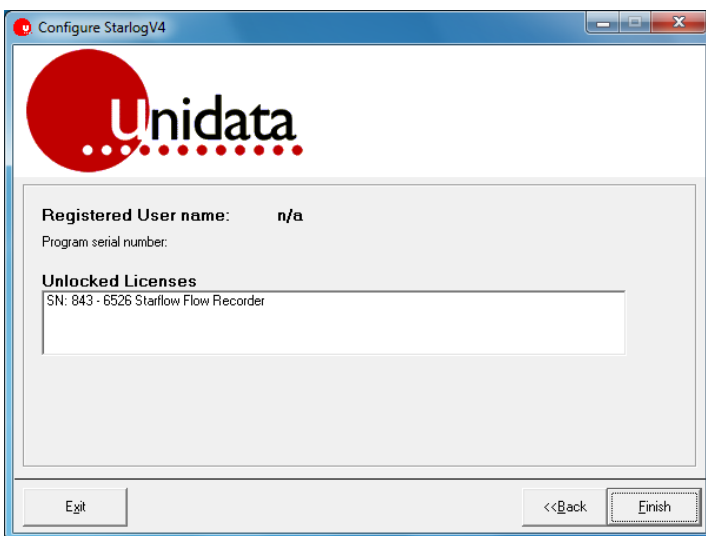 Configure StarlogV4
Unidata
Registered User name: n/a
Program serial number:
Unlocked Licenses
SN: 843 - 6526 Starflow Flow Recorder
Exit <<Back Finish